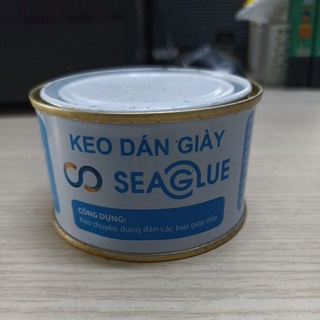 KEO DÁN GIÀY
SEAGLUE
CÔNG DỤNG:
Keo chuyên dụng dán các loại giày dép